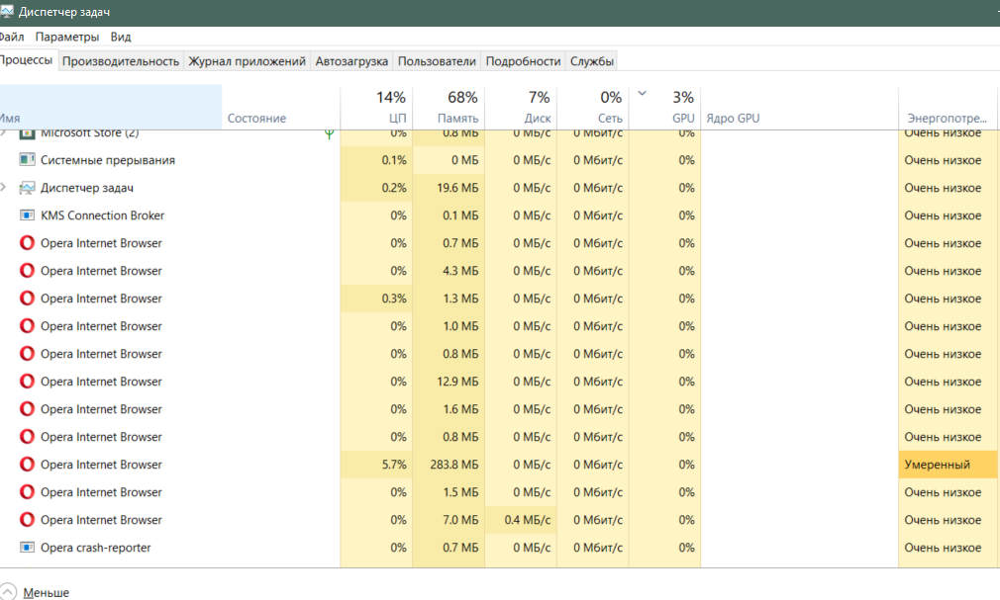 Диспетчер задач
Файл Параметры Вид
Процессы Производительность Журнал приложений Автозагрузка Пользователи Подробности Службы
14% 68% 7% 0% 3%
Имя Состояние ЦП Память Диск Сеть GPU Ядро GPU Энергопотре...
Microsoft Store (2) 0% 0.8 МБ 0 МБ/с 0 Мбит/с 0% Очень низкое
Системные прерывания 0.1% 0 МБ 0 МБ/с 0 Мбит/с 0% Очень низкое
Диспетчер задач 0.2% 19.6 МБ 0 МБ/с 0 Мбит/с 0% Очень низкое
KMS Connection Broker 0% 0.1 МБ 0 МБ/с 0 Мбит/с 0% Очень низкое
Opera Internet Browser 0% 0.7 МБ 0 МБ/с 0 Мбит/с 0% Очень низкое
Opera Internet Browser 0% 4.3 МБ 0 МБ/с 0 Мбит/с 0% Очень низкое
Opera Internet Browser 0.3% 1.3 МБ 0 МБ/с 0 Мбит/с 0% Очень низкое
Opera Internet Browser 0% 1.0 МБ 0 МБ/с 0 Мбит/с 0% Очень низкое
Opera Internet Browser 0% 0.8 МБ 0 МБ/с 0 Мбит/с 0% Очень низкое
Opera Internet Browser 0% 12.9 МБ 0 МБ/с 0 Мбит/с 0% Очень низкое
Opera Internet Browser 0% 1.6 МБ 0 МБ/с 0 Мбит/с 0% Очень низкое
Opera Internet Browser 0% 0.8 МБ 0 МБ/с 0 Мбит/с 0% Очень низкое
Opera Internet Browser 5.7% 283.8 МБ 0 МБ/с 0 Мбит/с 0% Умеренный
Opera Internet Browser 0% 1.5 МБ 0 МБ/с 0 Мбит/с 0% Очень низкое
Opera Internet Browser 0% 7.0 МБ 0.4 МБ/с 0 Мбит/с 0% Очень низкое
Opera crash-reporter 0% 0.7 МБ 0 МБ/с 0 Мбит/с 0% Очень низкое
Меньше